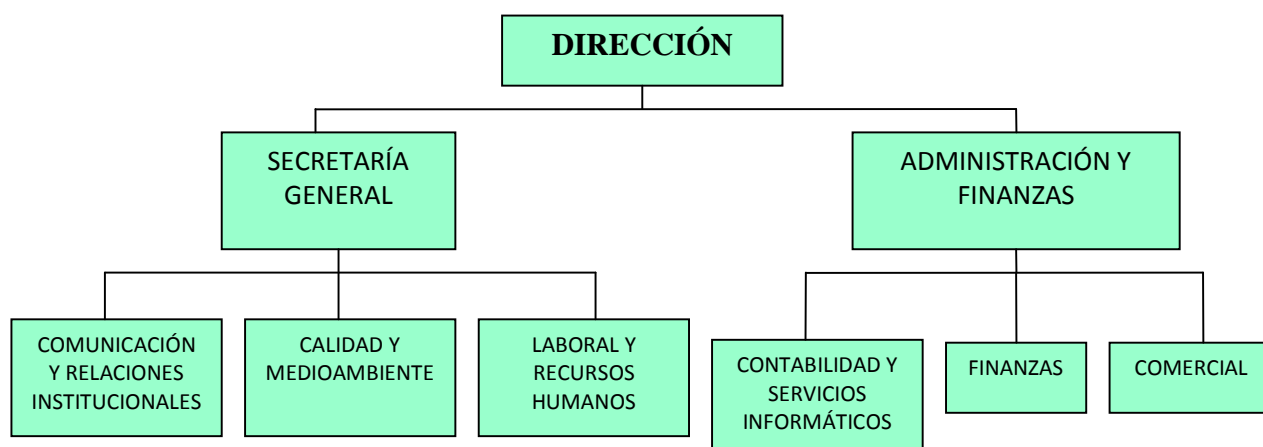 DIRECCIÓN
SECRETARÍA
GENERAL
ADMINISTRACIÓN Y
FINANZAS
COMUNICACIÓN
Y RELACIONES
INSTITUCIONALES
CALIDAD Y
MEDIOAMBIENTE
LABORAL Y
RECURSOS
HUMANOS
CONTABILIDAD Y
SERVICIOS
INFORMÁTICOS
FINANZAS
COMERCIAL